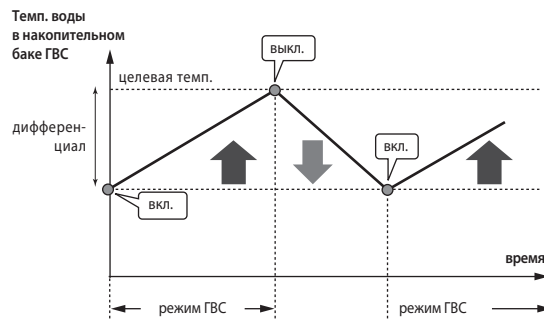 Темп. воды
в накопительном
баке ГВС
выкл.
целевая темп.
дифферен-
циал
вкл.
вкл.
время
режим ГВС
режим ГВС